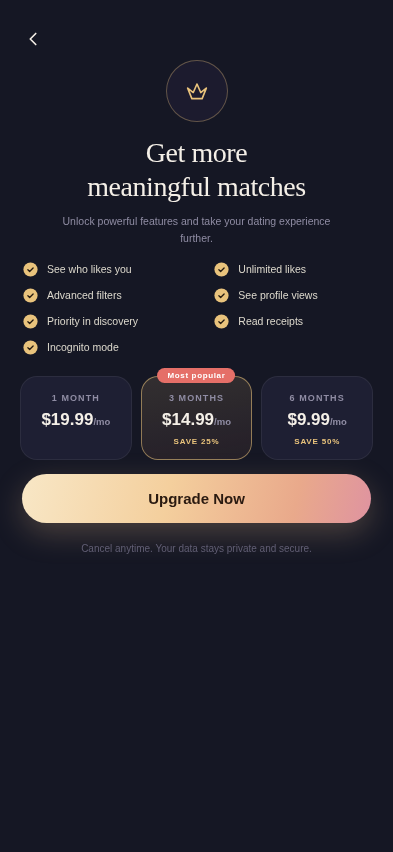 Get more
meaningful matches
Unlock powerful features and take your dating experience
further.
See who likes you
Unlimited likes
Advanced filters
See profile views
Priority in discovery
Read receipts
Incognito mode
Most popular
1 MONTH
$19.99/mo
3 MONTHS
$14.99/mo
SAVE 25%
6 MONTHS
$9.99/mo
SAVE 50%
Upgrade Now
Cancel anytime. Your data stays private and secure.